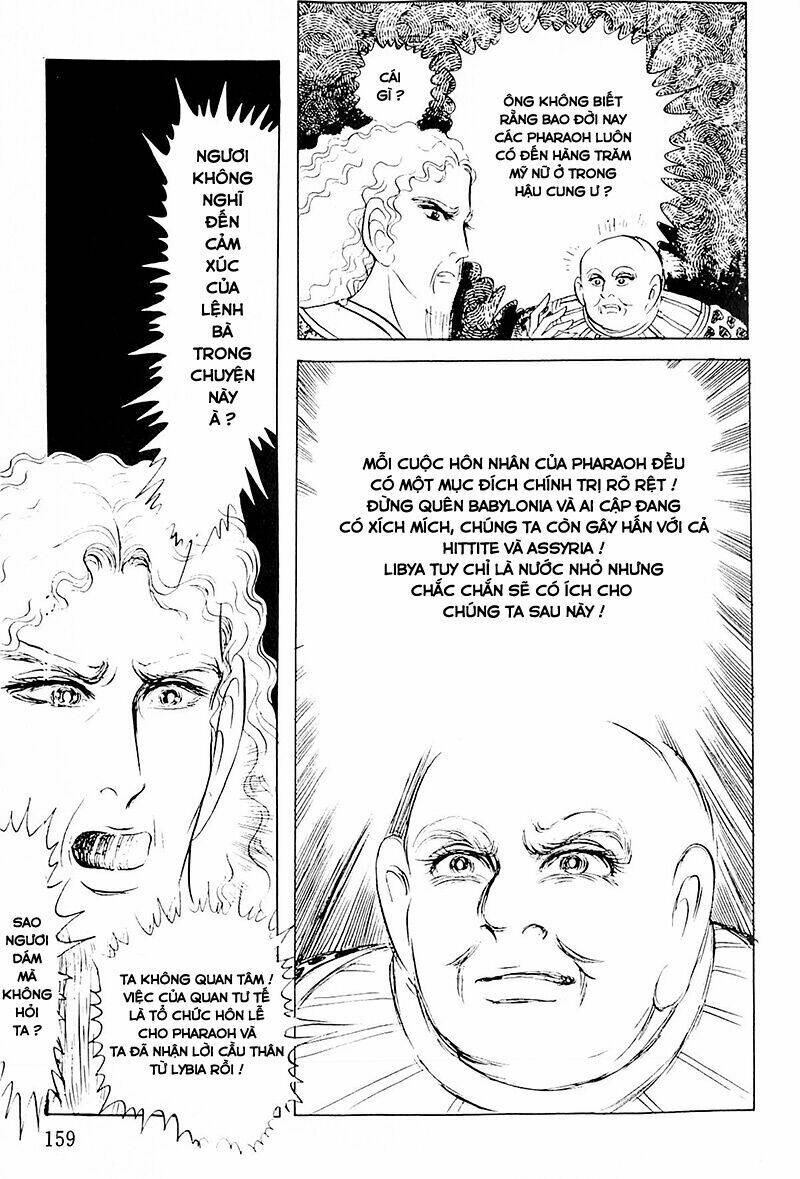 ÔNG KHÔNG BIẾT
RẰNG BAO ĐỜI NAY
CÁC PHARAOH LUÔN
CÓ ĐẾN HÀNG TRĂM
MỸ NỮ Ở TRONG
HẬU CUNG Ư ?
CÁI
GÌ ?
NGƯƠI
KHÔNG
NGHĨ
ĐẾN
CẢM
XÚC
CỦA
LỆNH
BÀ
TRONG
CHUYỆN
NÀY
À ?
MỖI CUỘC HÔN NHÂN CỦA PHARAOH ĐỀU
CÓ MỘT MỤC ĐÍCH CHÍNH TRỊ RÕ RỆT !
ĐỪNG QUÊN BABYLONIA VÀ AI CẬP ĐANG
CÓ XÍCH MÍCH, CHÚNG TA CÒN GÂY HẤN VỚI CẢ
HITTITE VÀ ASSYRIA !
LIBYA TUY CHỈ LÀ NƯỚC NHỎ NHƯNG
CHẮC CHẮN SẼ CÓ ÍCH CHO
CHÚNG TA SAU NÀY !
TA KHÔNG QUAN TÂM !
VIỆC CỦA QUAN TƯ TẾ
LÀ TỔ CHỨC HÔN LỄ
CHO PHARAOH VÀ
TA ĐÃ NHẬN LỜI CẦU THÂN
TỪ LYBIA RỒI !
SAO
NGƯƠI
DÁM
MÀ
KHÔNG
HỎI
TA ?
159